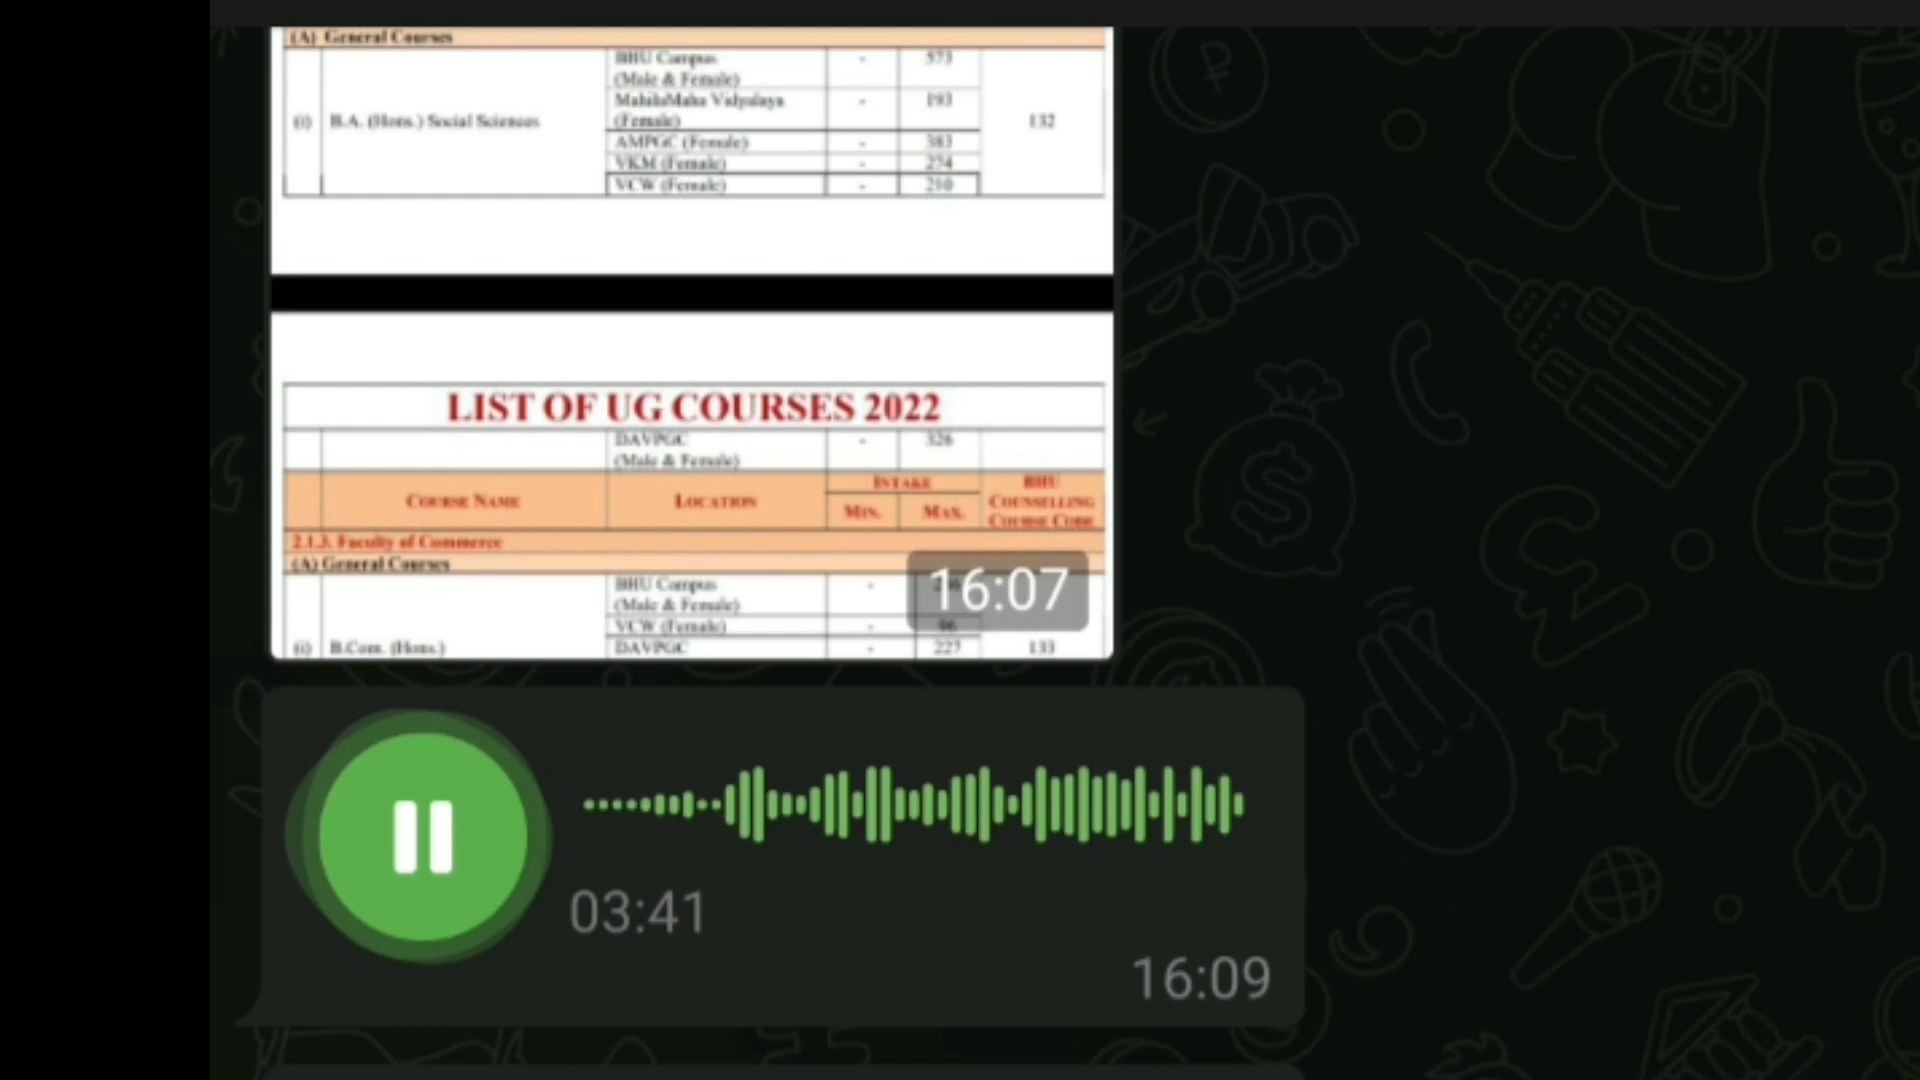 (A) General Courses
BHU Campus - 573
(Male & Female)
MahilaMaha Vidyalaya - 193
(i) B.A. (Hons.) Social Sciences (Female) 132
AMPGC (Female) - 383
VKM (Female) - 274
VCW (Female) - 210
LIST OF UG COURSES 2022
DAVPGC - 326
(Male & Female)
COURSE NAME LOCATION INTAKE BHU
MIN. MAX. COUNSELLING
COURSE CODE
2.1.3. Faculty of Commerce
(A) General Courses
BHU Campus -
(Male & Female)
16:07
VCW (Female) - 96
(i) B.Com. (Hons.) DAVPGC - 227 133
03:41
16:09